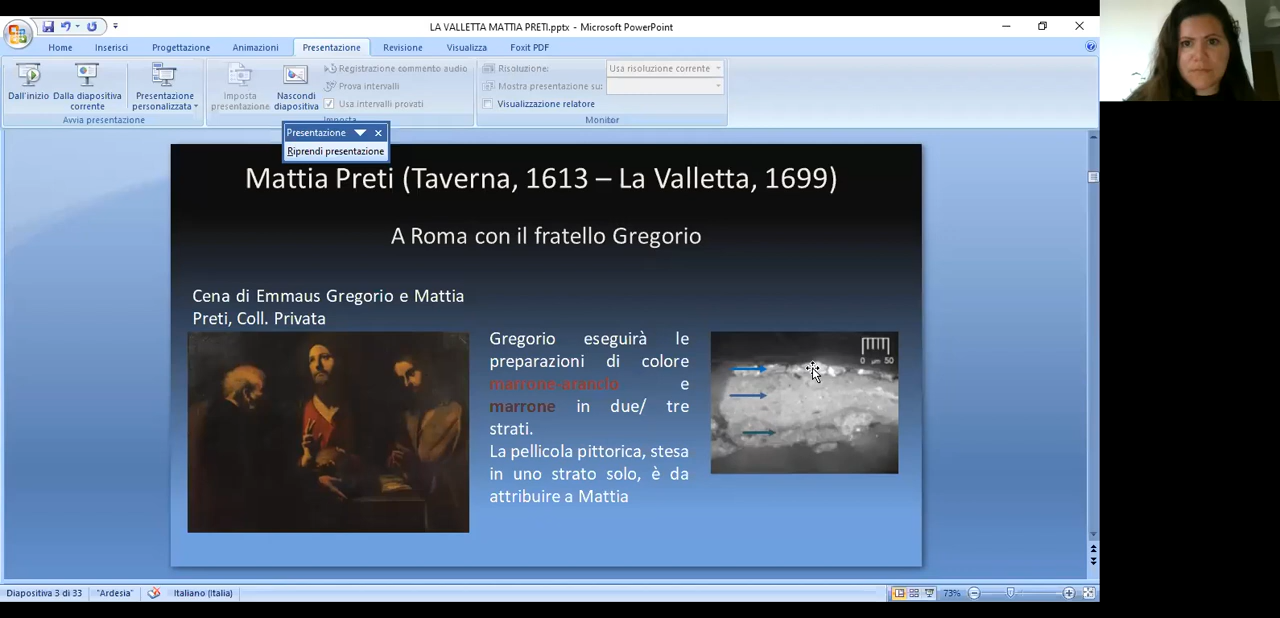 LA VALLETTA MATTIA PRETI.pptx - Microsoft PowerPoint
Home Inserisci Progettazione Animazioni Presentazione Revisione Visualizza Foxit PDF
Dall'inizio
Dalla diapositiva corrente
Presentazione personalizzata
Avvia presentazione
Imposta presentazione
Nascondi diapositiva
Registrazione commento audio
Prova intervalli
Usa intervalli provati
Imposta
Risoluzione: Usa risoluzione corrente
Mostra presentazione su:
Visualizzazione relatore
Monitor
Presentazione
Riprendi presentazione
Mattia Preti (Taverna, 1613 – La Valletta, 1699)
A Roma con il fratello Gregorio
Cena di Emmaus Gregorio e Mattia
Preti, Coll. Privata
Gregorio eseguirà le
preparazioni di colore
marrone-arancio e
marrone in due/ tre
strati.
La pellicola pittorica, stesa
in uno strato solo, è da
attribuire a Mattia
0 µm 50
Diapositiva 3 di 33 "Ardesia" Italiano (Italia) 73%